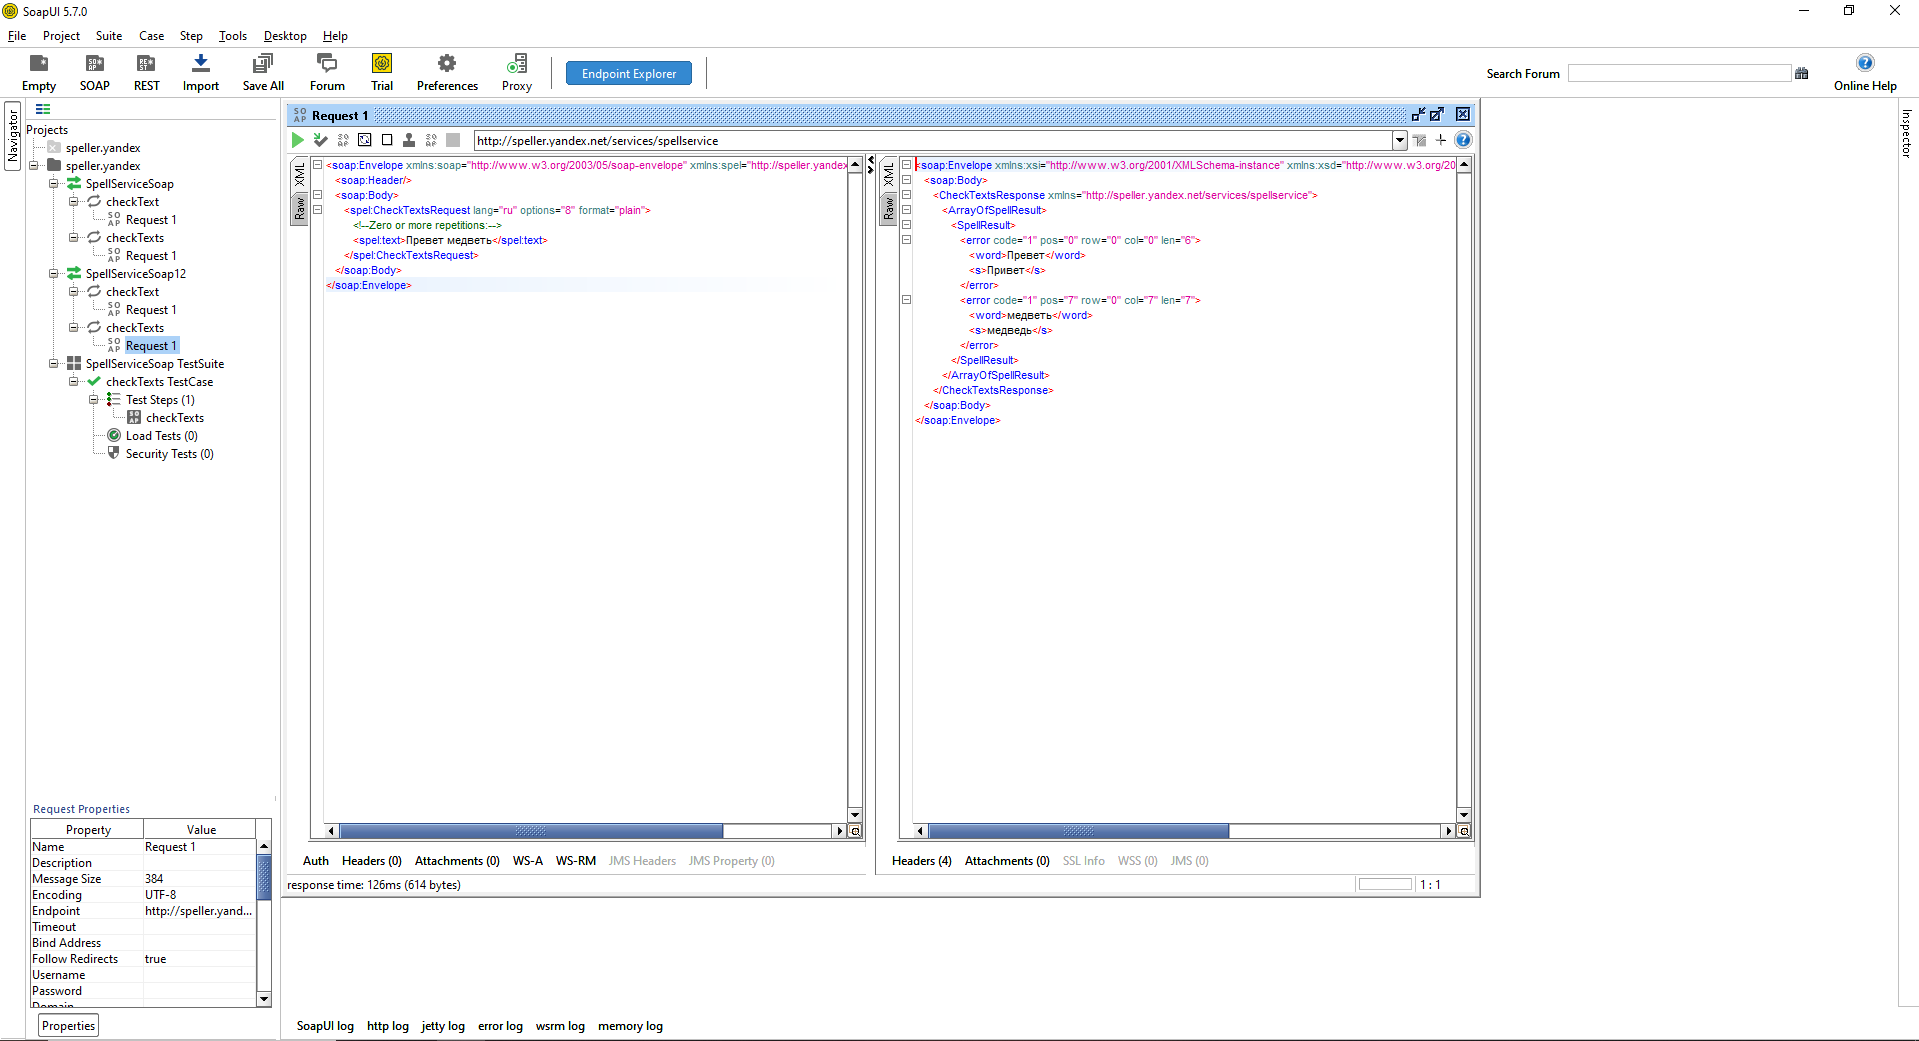 SoapUI 5.7.0
File Project Suite Case Step Tools Desktop Help
Empty SOAP REST Import Save All Forum Trial Preferences Proxy Endpoint Explorer Search Forum Online Help
Navigator
Projects
speller.yandex
speller.yandex
SpellServiceSoap
checkText
Request 1
checkTexts
Request 1
SpellServiceSoap12
checkText
Request 1
checkTexts
Request 1
SpellServiceSoap TestSuite
checkTexts TestCase
Test Steps (1)
checkTexts
Load Tests (0)
Security Tests (0)
Request Properties
Property Value
Name Request 1
Description
Message Size 384
Encoding UTF-8
Endpoint http://speller.yand...
Timeout
Bind Address
Follow Redirects true
Username
Password
Domain
Properties
Request 1
http://speller.yandex.net/services/spellservice
XML
Raw
<soap:Envelope xmlns:soap="http://www.w3.org/2003/05/soap-envelope" xmlns:spel="http://speller.yandex
<soap:Header/>
<soap:Body>
<spel:CheckTextsRequest lang="ru" options="8" format="plain">
<!--Zero or more repetitions:-->
<spel:text>Превет медветь</spel:text>
</spel:CheckTextsRequest>
</soap:Body>
</soap:Envelope>
Auth Headers (0) Attachments (0) WS-A WS-RM JMS Headers JMS Property (0)
XML
Raw
<soap:Envelope xmlns:xsi="http://www.w3.org/2001/XMLSchema-instance" xmlns:xsd="http://www.w3.org/20
<soap:Body>
<CheckTextsResponse xmlns="http://speller.yandex.net/services/spellservice">
<ArrayOfSpellResult>
<SpellResult>
<error code="1" pos="0" row="0" col="0" len="6">
<word>Превет</word>
<s>Привет</s>
</error>
<error code="1" pos="7" row="0" col="7" len="7">
<word>медветь</word>
<s>медведь</s>
</error>
</SpellResult>
</ArrayOfSpellResult>
</CheckTextsResponse>
</soap:Body>
</soap:Envelope>
Headers (4) Attachments (0) SSL Info WSS (0) JMS (0)
response time: 126ms (614 bytes) 1 : 1
SoapUI log http log jetty log error log wsrm log memory log
Inspector